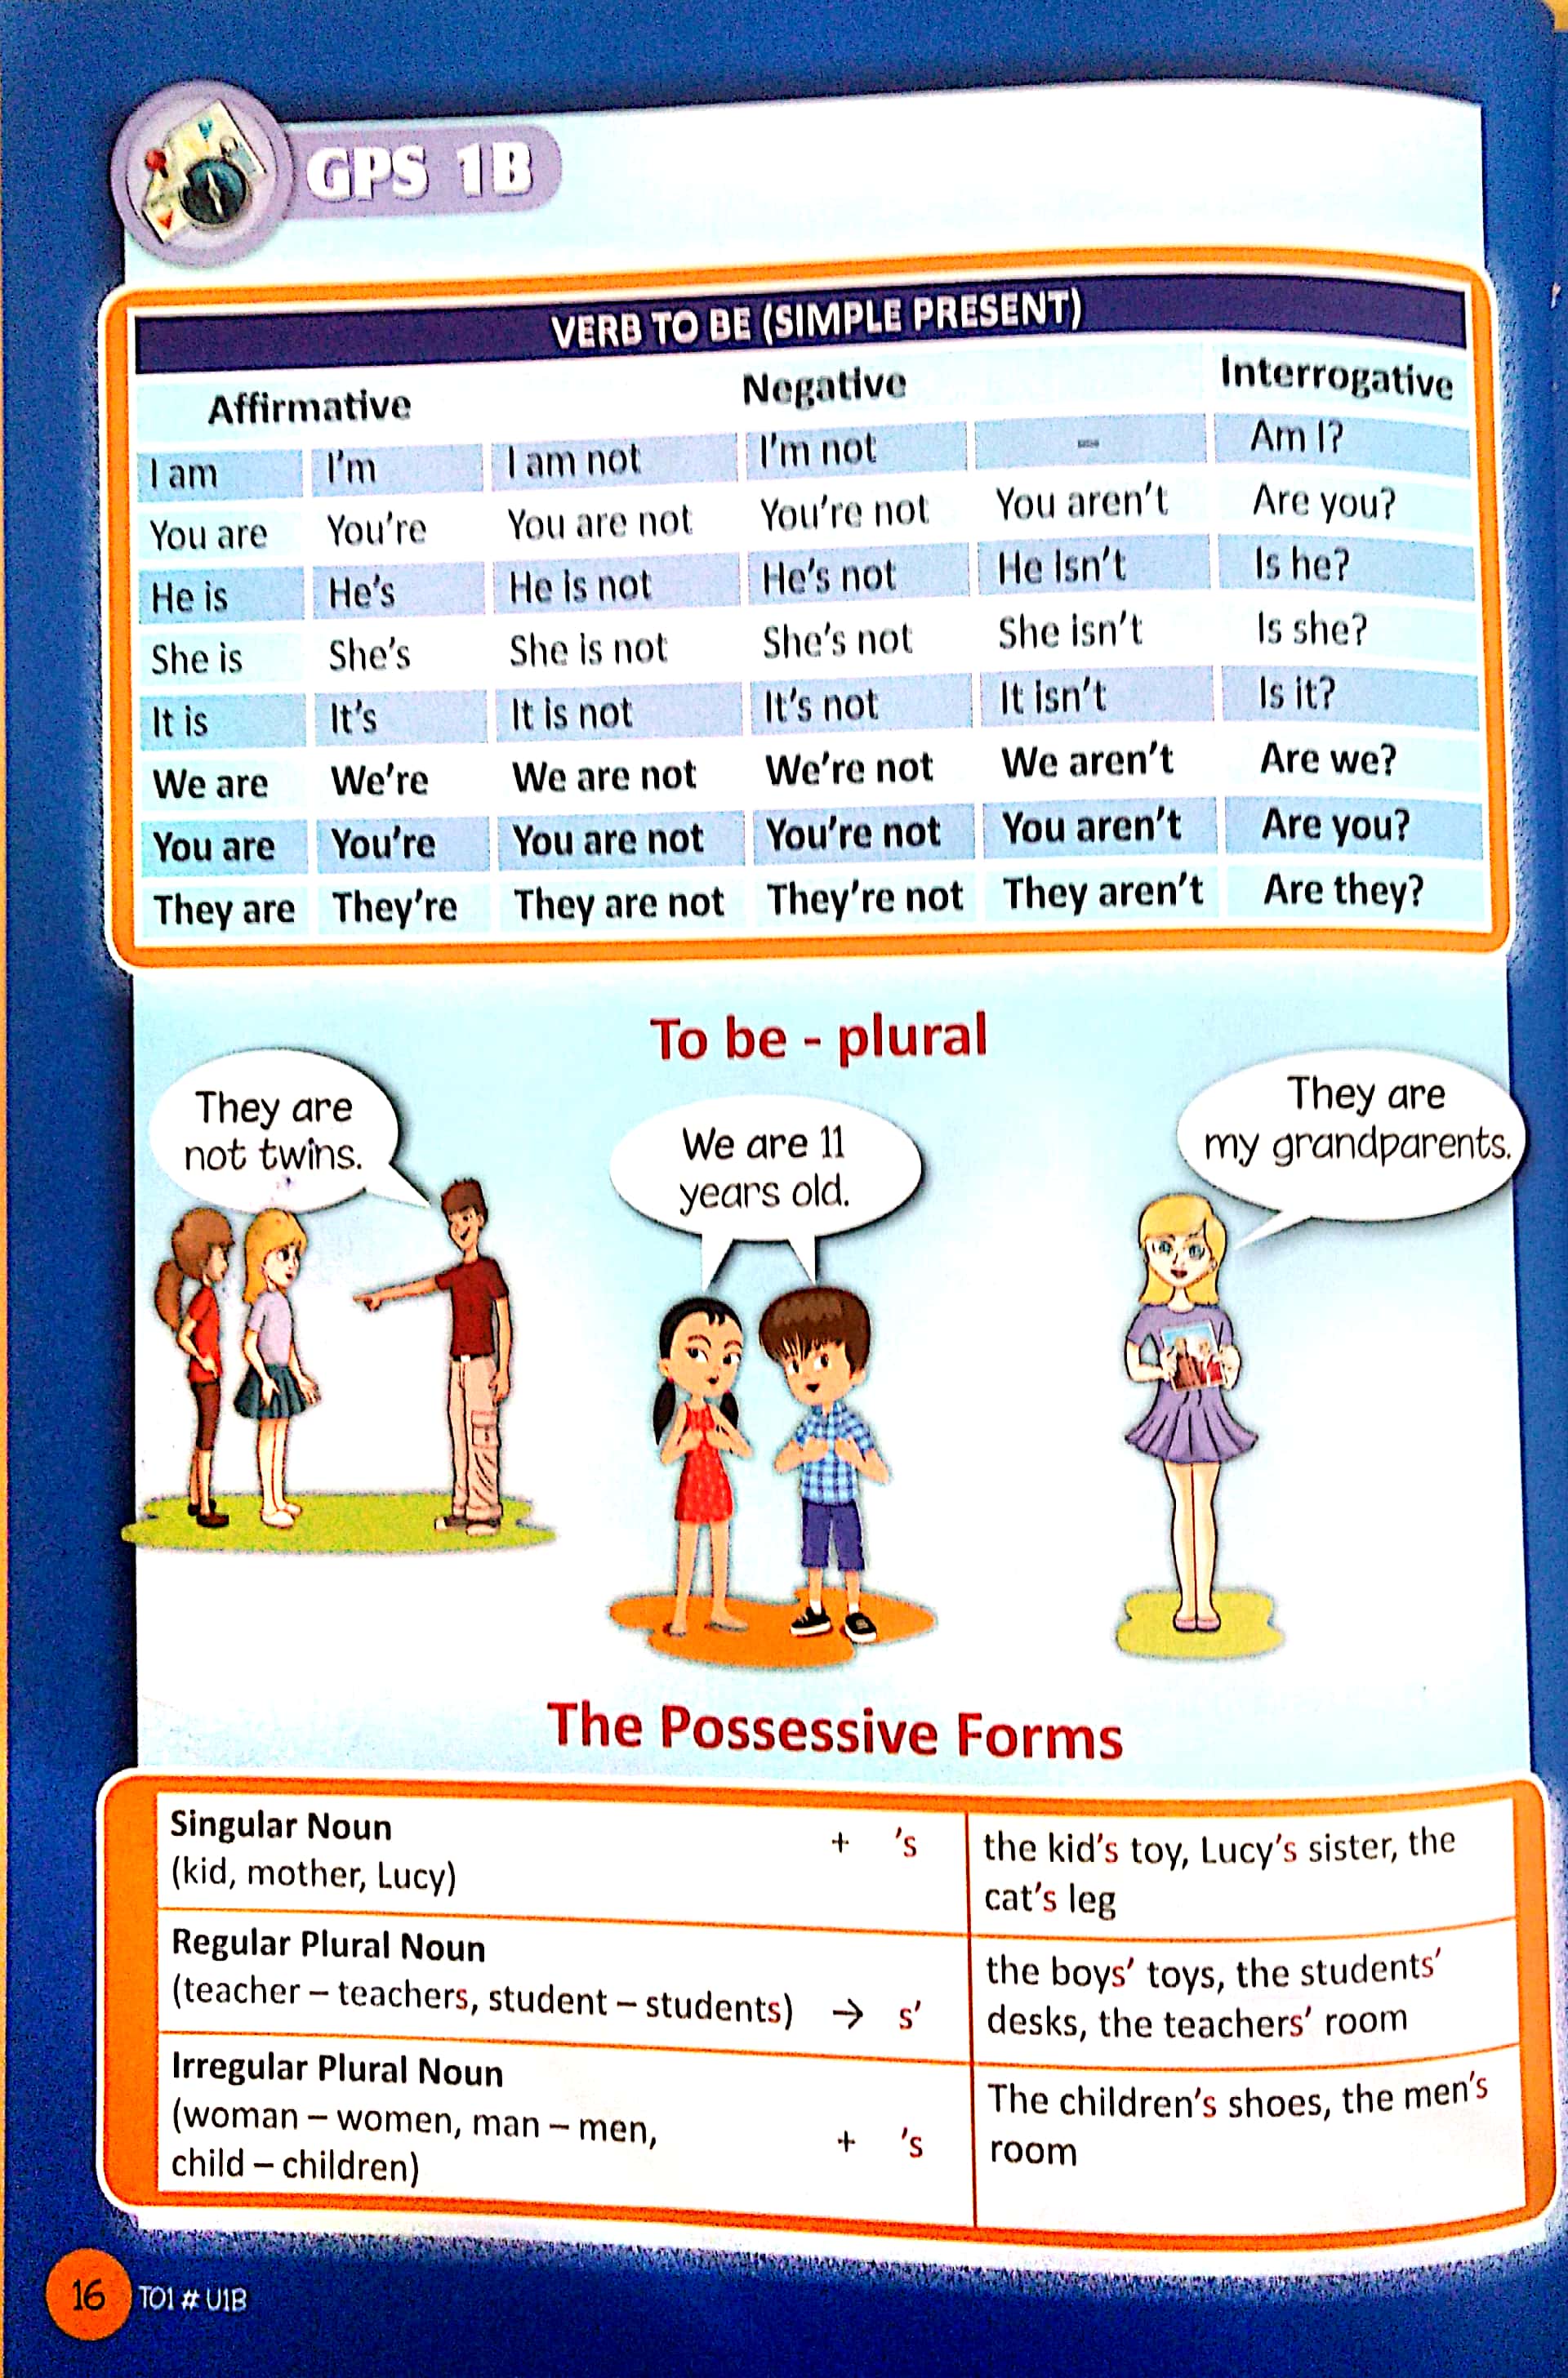 GPS 1B
VERB TO BE (SIMPLE PRESENT)
Affirmative Negative Interrogative
I am I'm I am not I'm not – Am I?
You are You're You are not You're not You aren't Are you?
He is He's He is not He's not He isn't Is he?
She is She's She is not She's not She isn't Is she?
It is It's It is not It's not It isn't Is it?
We are We're We are not We're not We aren't Are we?
You are You're You are not You're not You aren't Are you?
They are They're They are not They're not They aren't Are they?
To be - plural
They are
not twins.
We are 11
years old.
They are
my grandparents.
The Possessive Forms
Singular Noun
(kid, mother, Lucy) + 's
the kid's toy, Lucy's sister, the
cat's leg
Regular Plural Noun
(teacher – teachers, student – students) → s'
the boys' toys, the students'
desks, the teachers' room
Irregular Plural Noun
(woman – women, man – men,
child – children) + 's
The children's shoes, the men's
room
16 TO1 # U1B